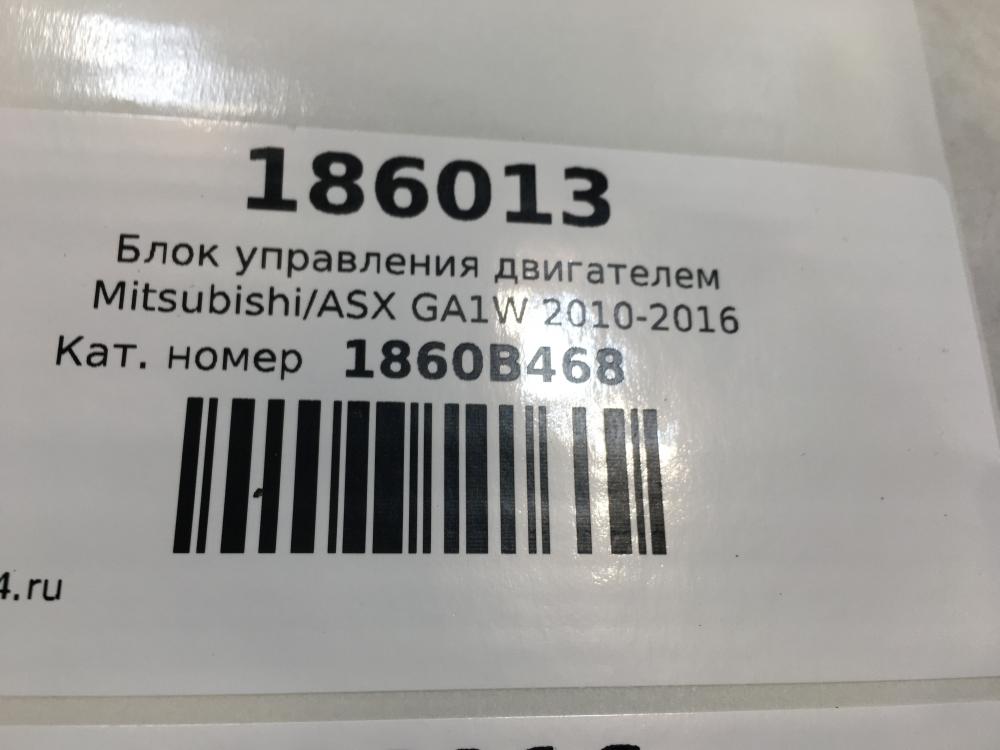 186013
Блок управления двигателем
Mitsubishi/ASX GA1W 2010-2016
Кат. номер 1860B468
4.ru